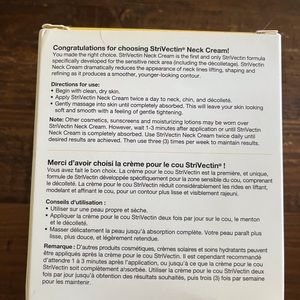 Congratulations for choosing StriVectin® Neck Cream!
You made the right choice. StriVectin Neck Cream is the first and only StriVectin formula
specifically developed for the sensitive neck area (including the décolletage). StriVectin
Neck Cream dramatically reduces the appearance of neck lines lifting, shaping and
refining as it produces a smoother, younger-looking contour.
Directions for use:
• Begin with clean, dry skin.
• Apply StriVectin Neck Cream twice a day to neck, chin, and décolleté.
• Gently massage into skin until completely absorbed. This will leave your skin looking
soft and smooth with a feeling of gentle tightening.
Note: Other cosmetics, sunscreens and moisturizing lotions may be worn over
StriVectin Neck Cream. However, wait 1-3 minutes after application or until StriVectin
Neck Cream is completely absorbed. Use StriVectin Neck Cream twice daily until
desired results are achieved. Then use three (3) times per week to maintain results.
Merci d'avoir choisi la crème pour le cou StriVectin® !
Vous avez fait le bon choix. La crème pour le cou StriVectin est la première, et unique,
formule de StriVectin développée spécifiquement pour la zone sensible du cou, comprenant
le décolleté. La crème pour le cou StriVectin réduit considérablement les rides en liftant,
modelant et affinant le cou, pour un contour plus lisse et visiblement rajeuni.
Conseils d'utilisation :
• Utiliser sur une peau propre et sèche.
• Appliquer la crème pour le cou StriVectin deux fois par jour sur le cou, le menton
et le décolleté.
• Masser délicatement la peau jusqu'à absorption complète. Votre peau paraît plus
lisse, plus douce, et légèrement retendue.
Remarque : D'autres produits cosmétiques, crèmes solaires et soins hydratants peuvent
être appliqués après la crème pour le cou StriVectin. Il est cependant recommandé
d'attendre 1 à 3 minutes après l'application, ou jusqu'à ce que la crème pour le cou
StriVectin soit complètement absorbée. Utiliser la crème pour le cou StriVectin deux
fois par jour jusqu'à obtention des résultats souhaités, puis trois (3) fois par semaine
pour les maintenir.